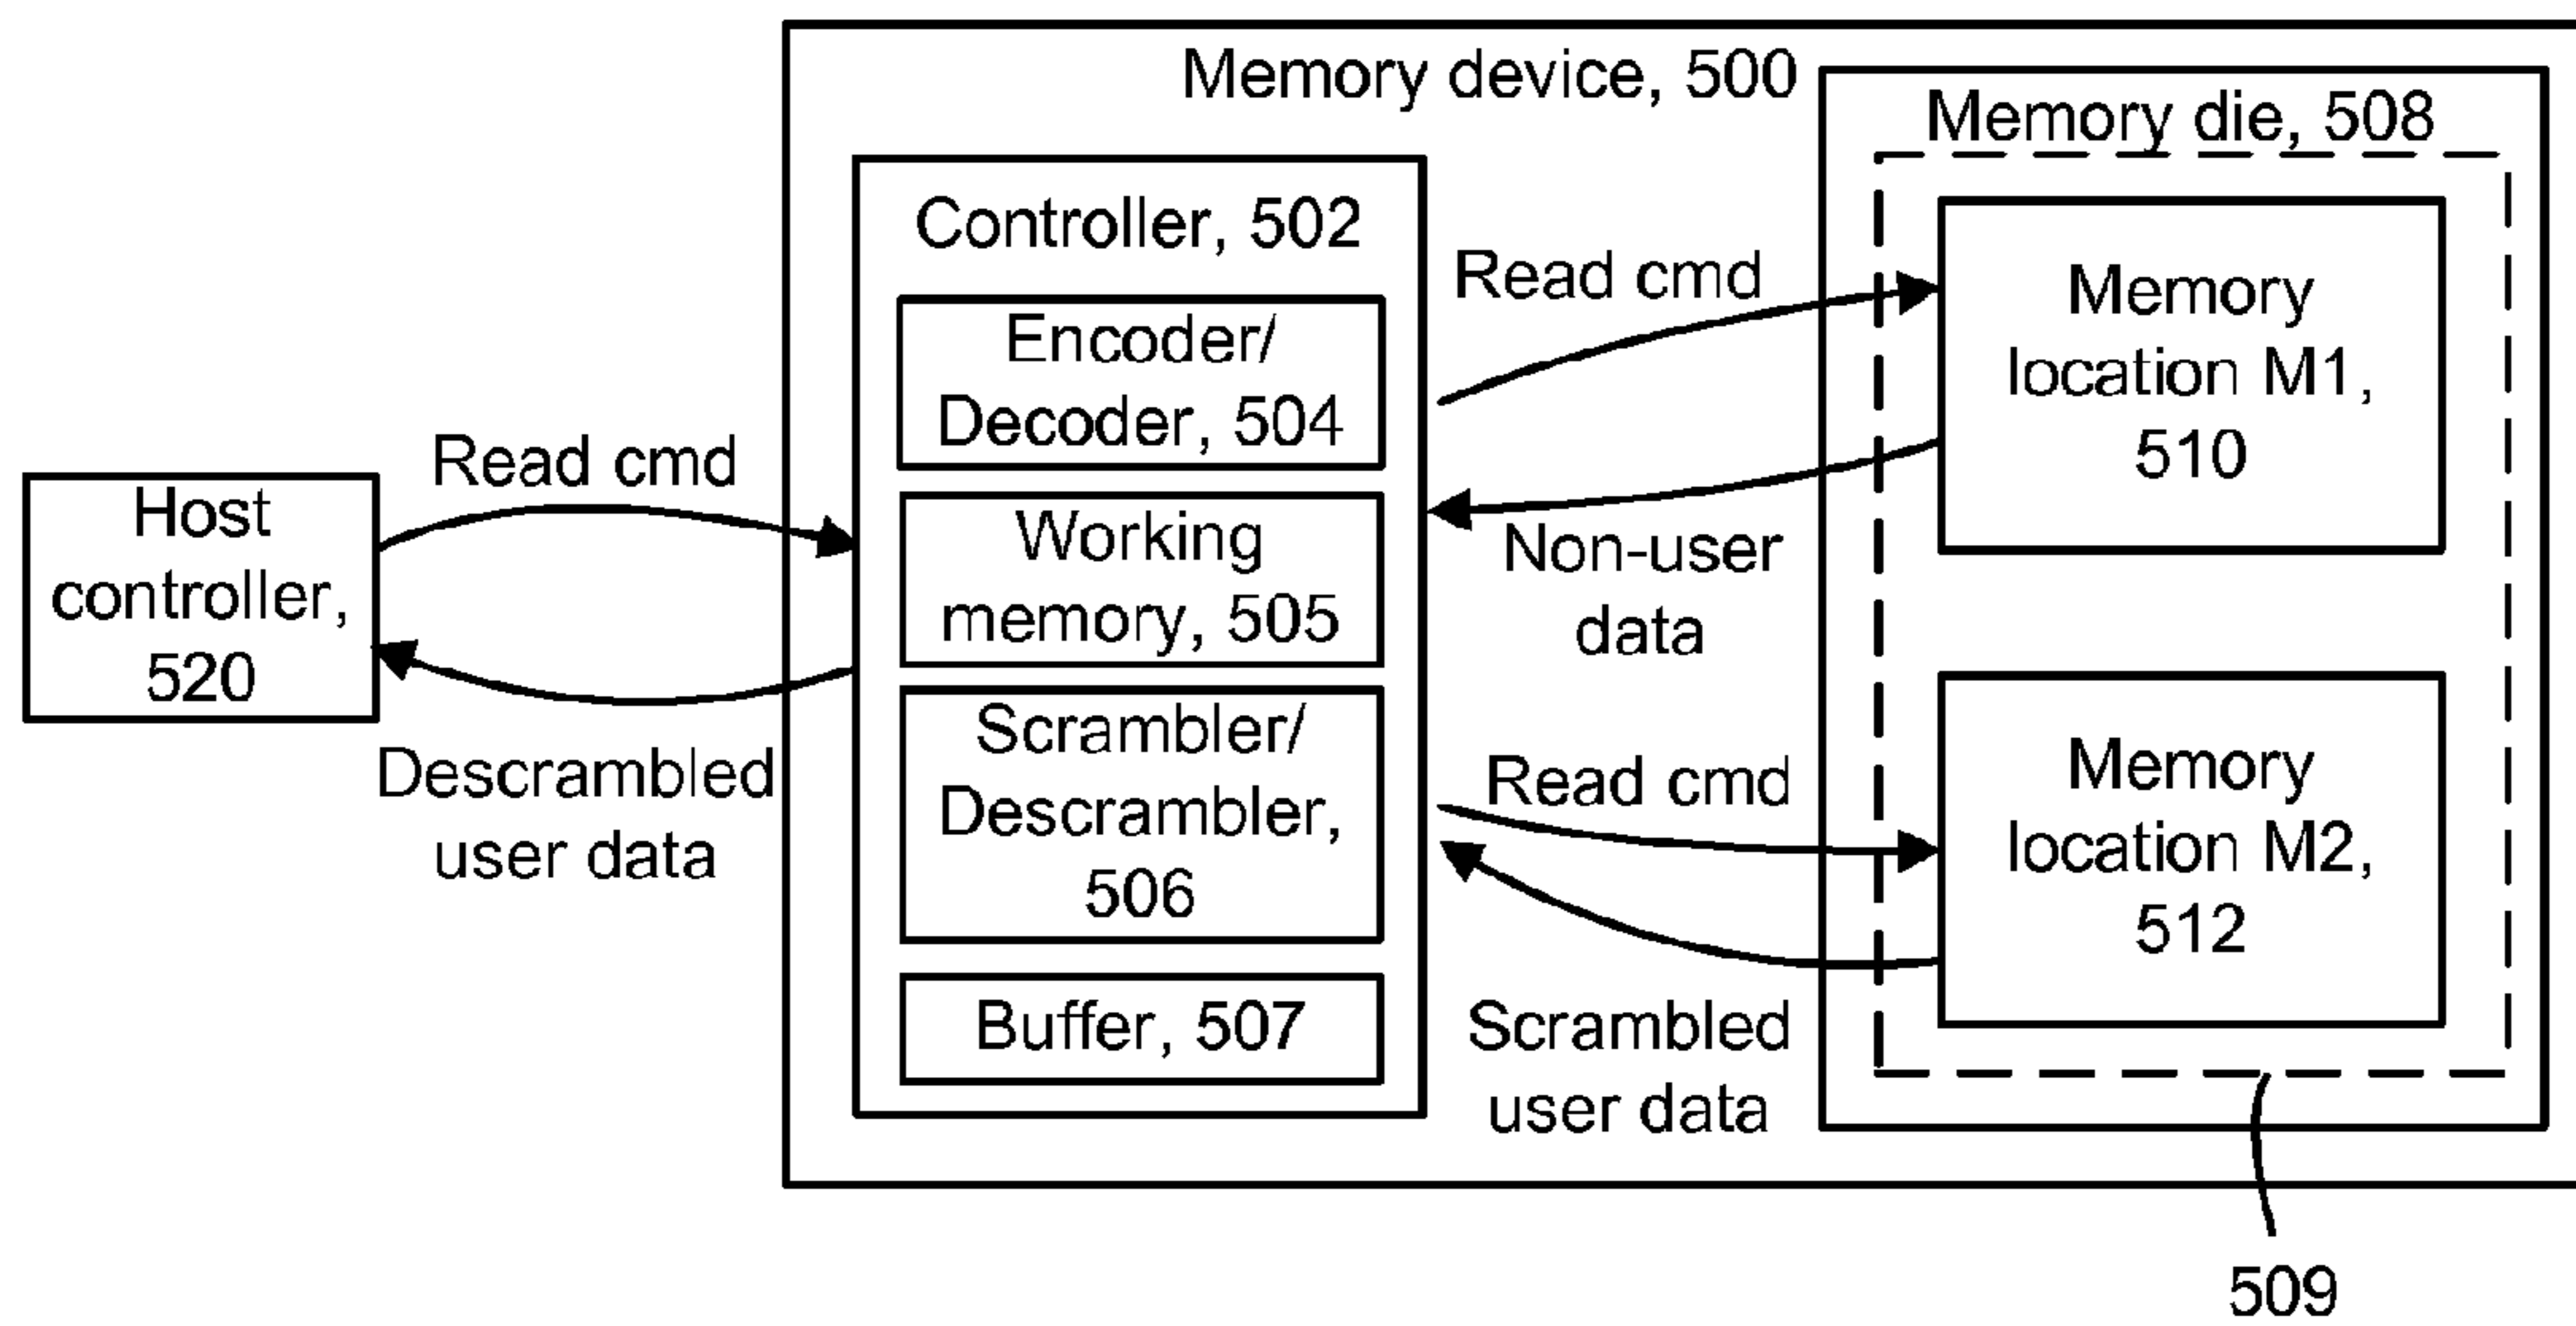 Memory device, 500
Memory die, 508
Controller, 502
Encoder/
Decoder, 504
Working
memory, 505
Scrambler/
Descrambler,
506
Buffer, 507
Host
controller,
520
Read cmd
Descrambled
user data
Read cmd
Non-user
data
Read cmd
Scrambled
user data
Memory
location M1,
510
Memory
location M2,
512
509